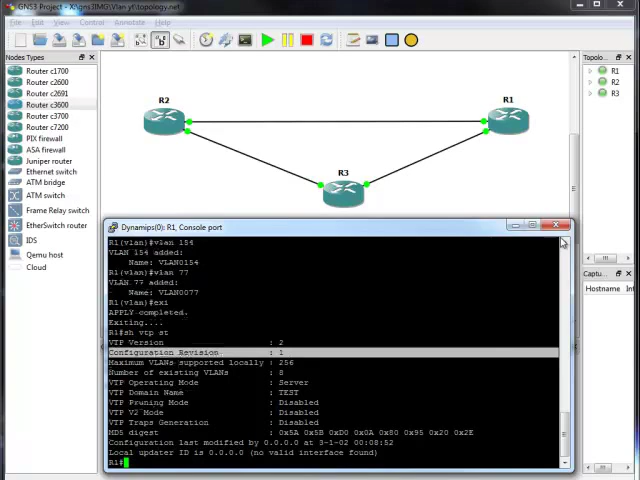 GNS3 Project - X:\gns3IMG\Vlan yt\topology.net
File Edit View Control Annotate Help
Nodes Types
Router c1700
Router c2600
Router c2691
Router c3600
Router c3700
Router c7200
PIX firewall
ASA firewall
Juniper router
Ethernet switch
ATM bridge
ATM switch
Frame Relay switch
EtherSwitch router
IDS
Qemu host
Cloud
R2
R1
R3
Topolo...
R1
R2
R3
Captu...
Hostname
Dynamips(0): R1, Console port
R1(vlan)#vlan 154
VLAN 154 added:
Name: VLAN0154
R1(vlan)#vlan 77
VLAN 77 added:
Name: VLAN0077
R1(vlan)#exi
APPLY completed.
Exiting....
R1#sh vtp st
VTP Version : 2
Configuration Revision : 1
Maximum VLANs supported locally : 256
Number of existing VLANs : 8
VTP Operating Mode : Server
VTP Domain Name : TEST
VTP Pruning Mode : Disabled
VTP V2 Mode : Disabled
VTP Traps Generation : Disabled
MD5 digest : 0x5A 0x5B 0xD0 0x0A 0x80 0x95 0x20 0x2E
Configuration last modified by 0.0.0.0 at 3-1-02 00:08:52
Local updater ID is 0.0.0.0 (no valid interface found)
R1#